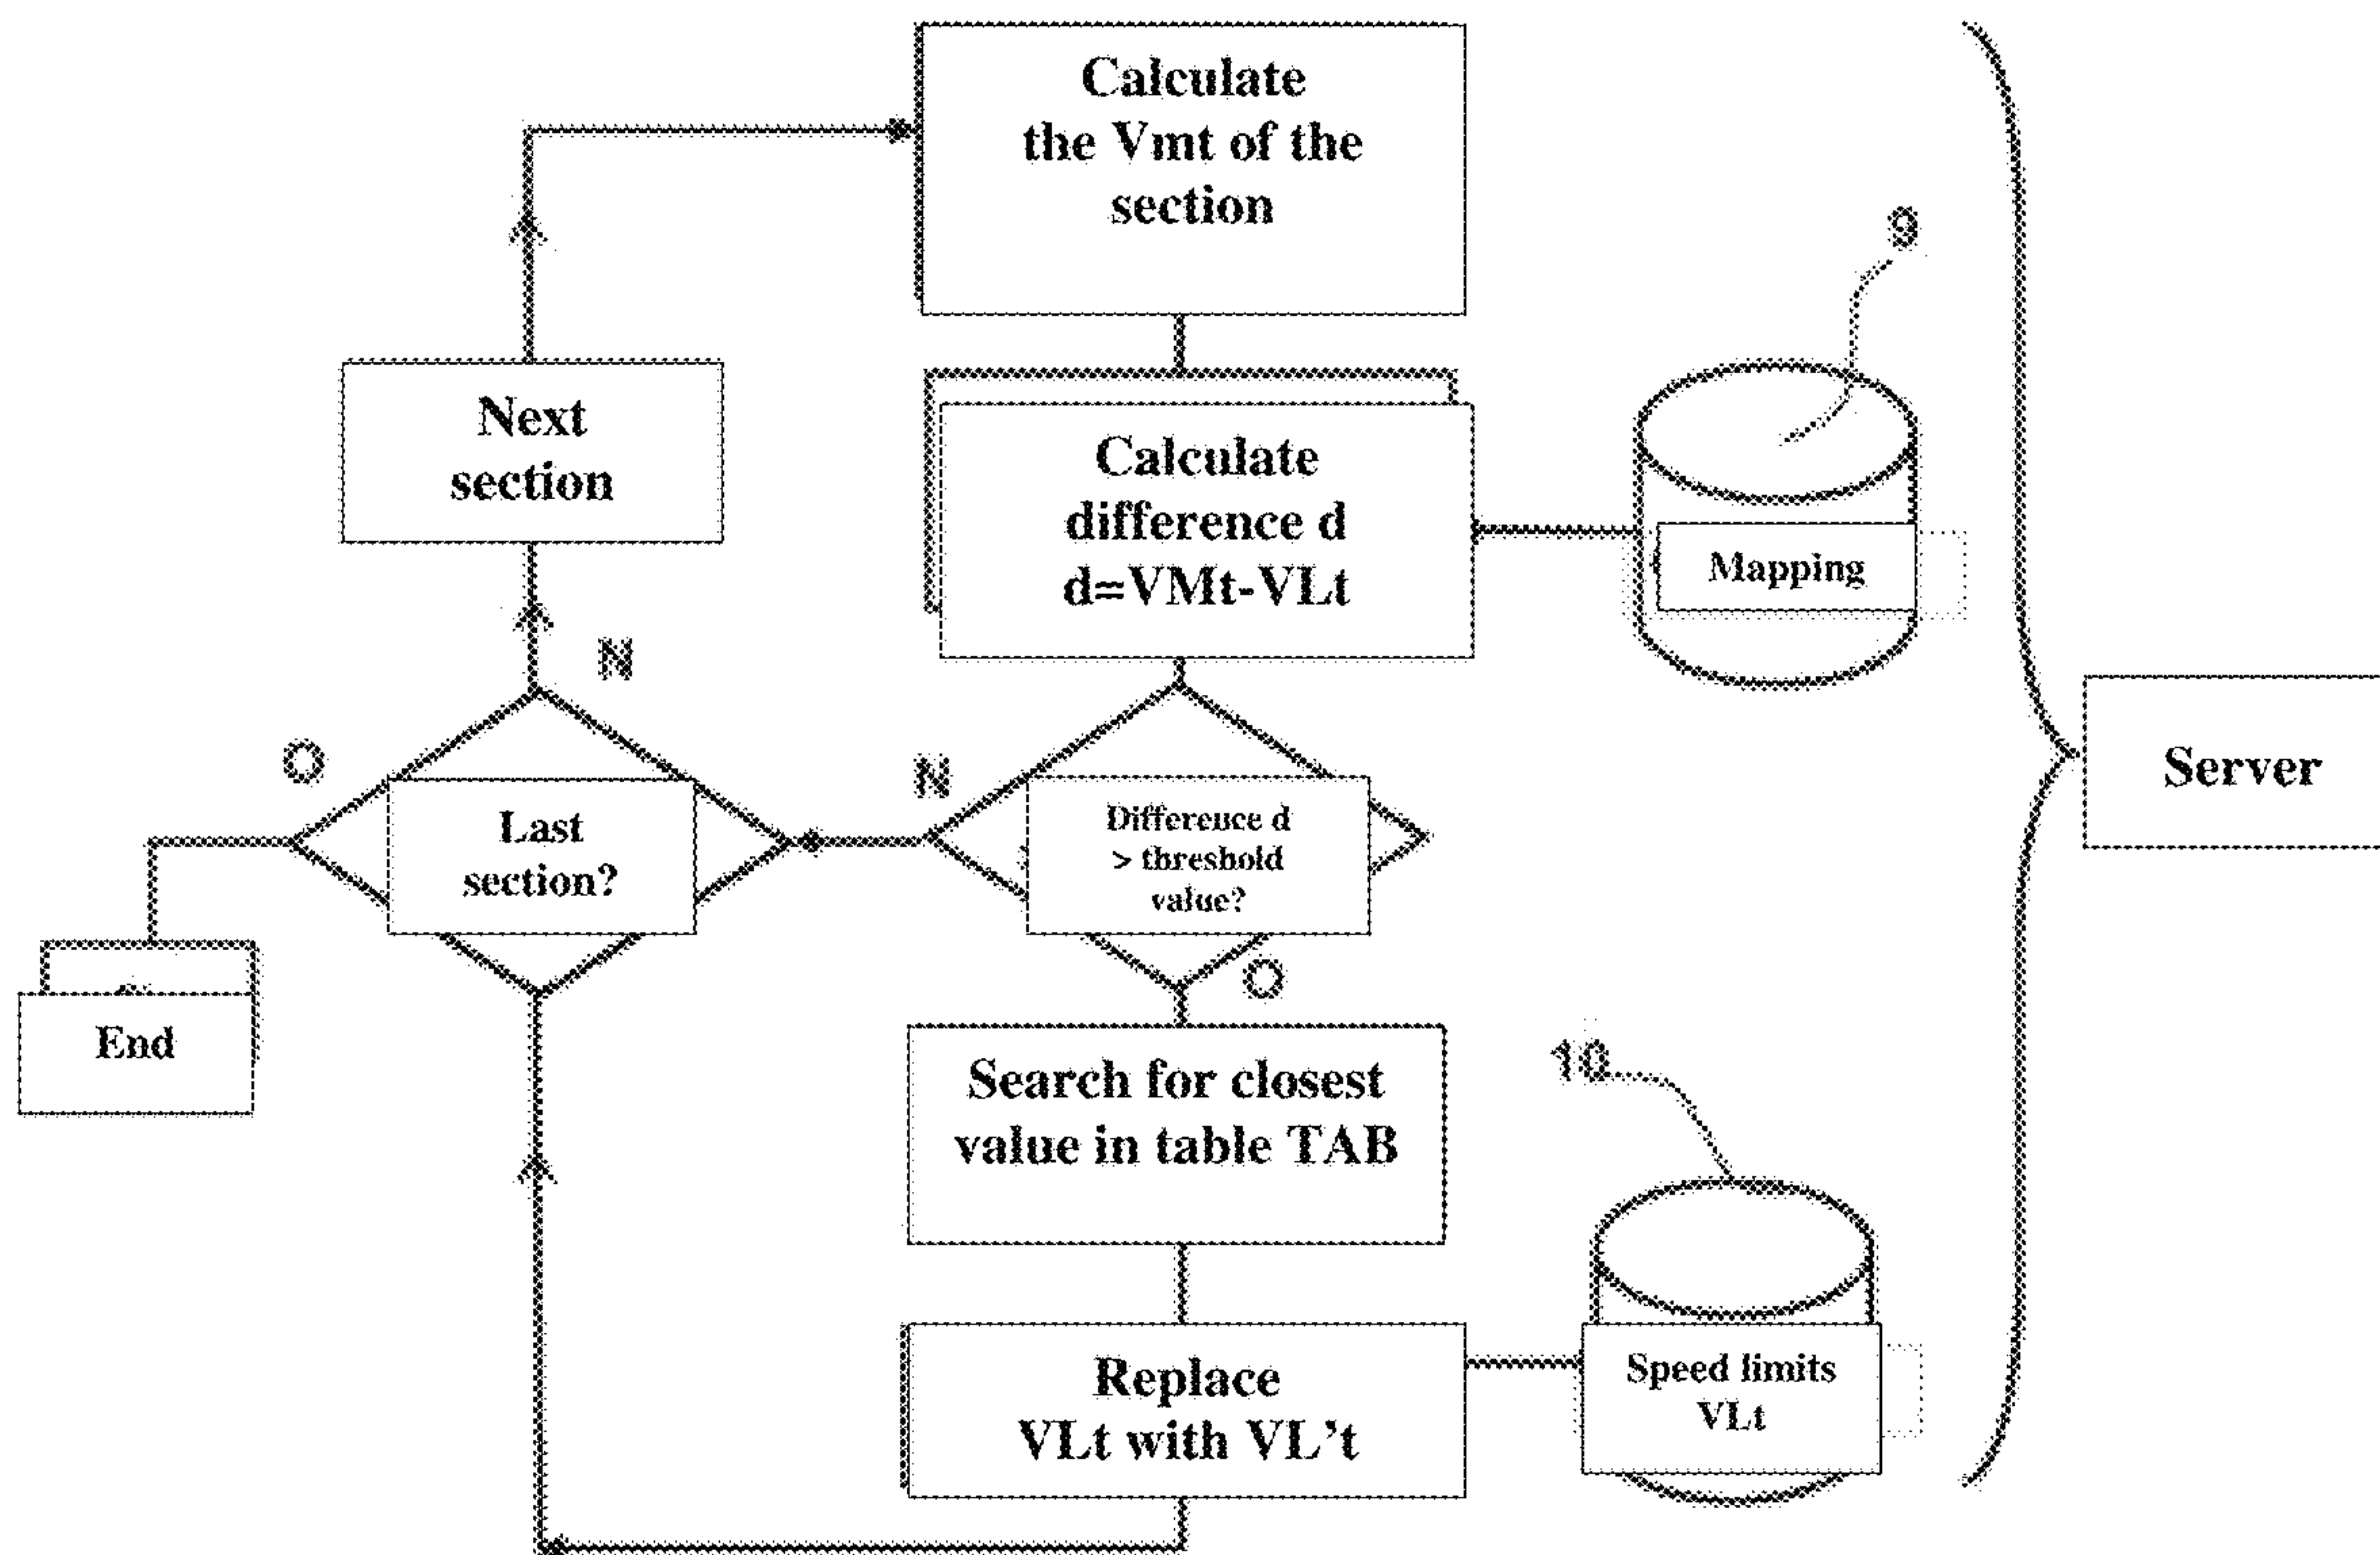 Calculate
the Vmt of the
section
9
Next
section
Calculate
difference d
d=VMt-VLt
Mapping
N
O
N
Server
Last
section?
Difference d
> threshold
value?
O
End
Search for closest
value in table TAB
10
Replace
VLt with VL’t
Speed limits
VLt